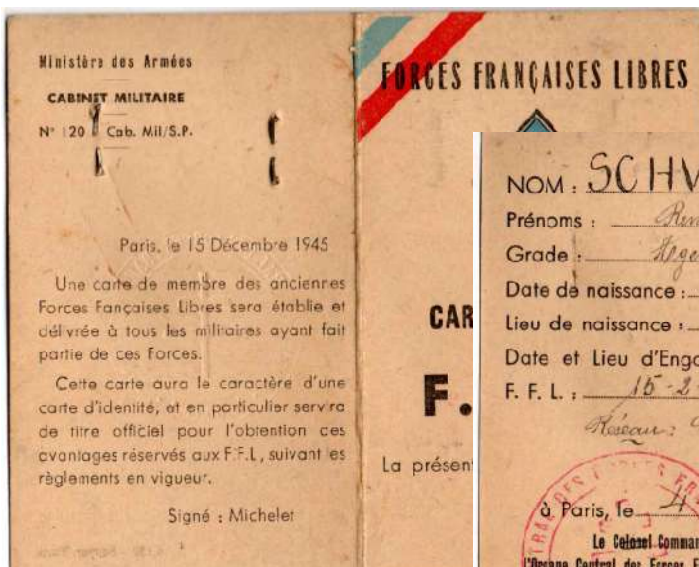 Ministère des Armées
CABINET MILITAIRE
N° 120 Cab. Mil/S.P.
Paris, le 15 Décembre 1945
Une carte de membre des anciennes
Forces Fançaises Libres sera établie et
délivrée à tous les militaires ayant fait
partie de ces Forces.
Cette carte aura le caractère d'une
carte d'identité, et en particulier servira
de titre officiel pour l'obtention des
avantages réservés aux F.F.L, suivant les
règlements en vigueur.
Signé : Michelet
FORCES FRANÇAISES LIBRES
CAR
F.
La présen
NOM : SCHW
Prénoms :
Grade :
Date de naissance :
Lieu de naissance :
Date et Lieu d'Enga
F. F. L. : 15-2
Réseau :
à Paris, le
Le Colonel Comman
l'Organe Central des Forces F